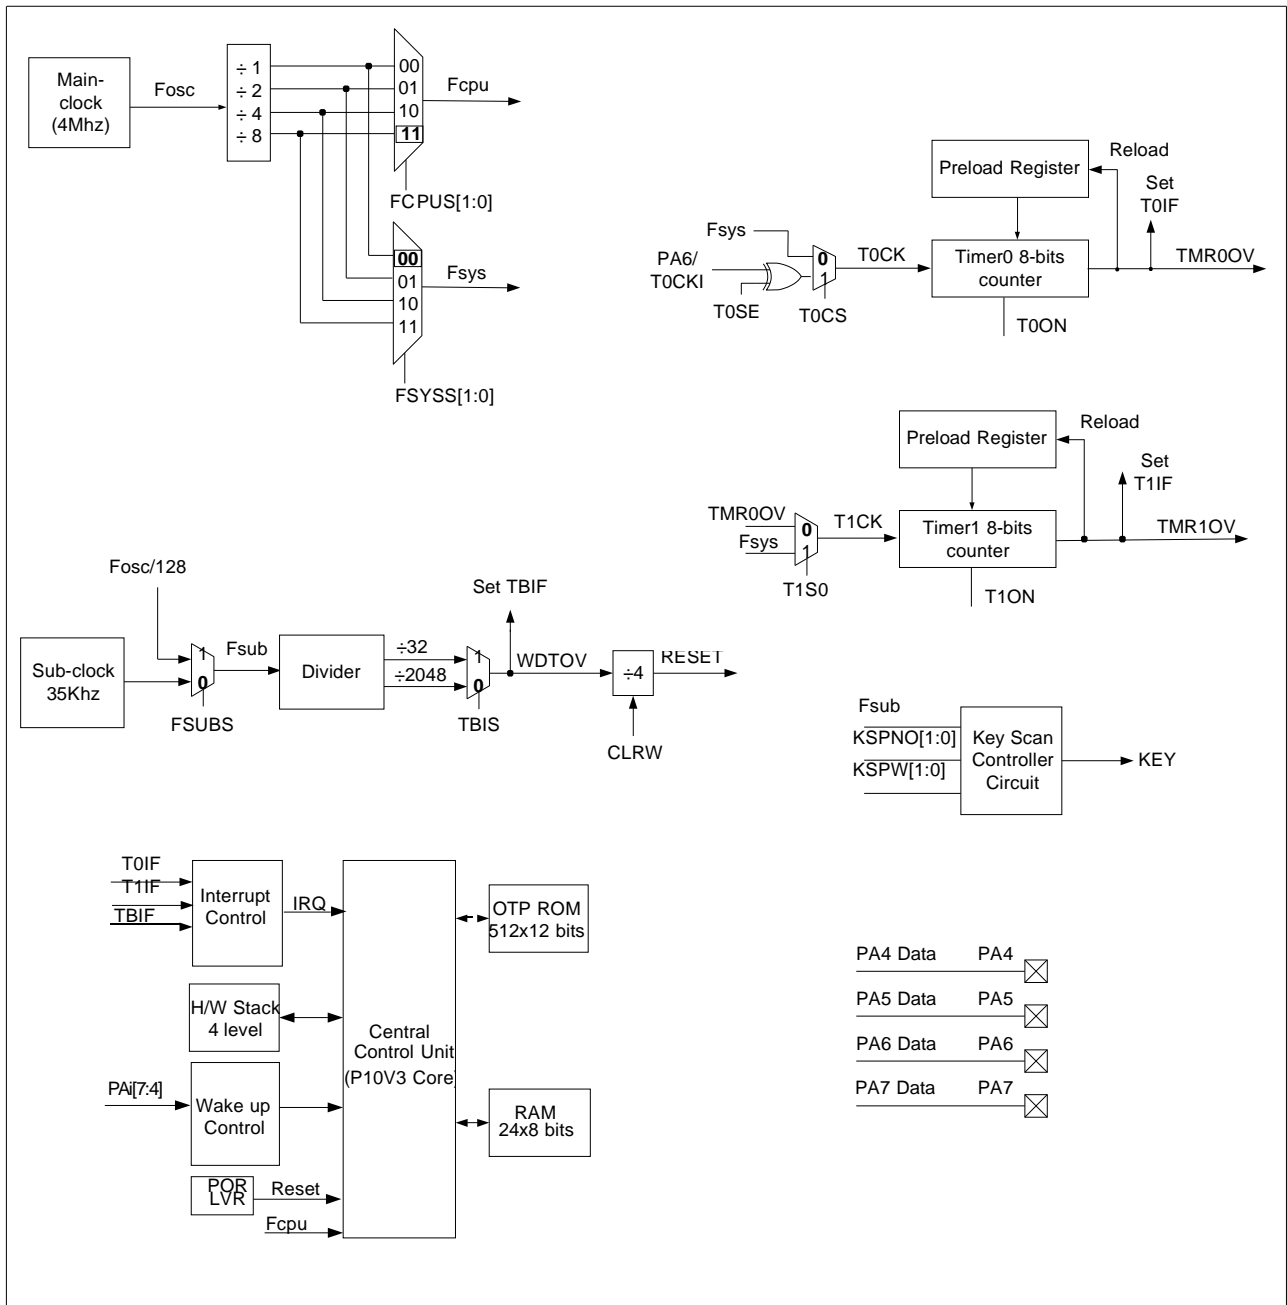 Main-
clock
(4Mhz)
Fosc
÷ 1
÷ 2
÷ 4
÷ 8
00
01
10
11
Fcpu
FCPUS[1:0]
00
01
10
11
Fsys
FSYSS[1:0]
Preload Register
Reload
Set
T0IF
Fsys
PA6/
T0CKI
T0SE
0
1
T0CS
T0CK
Timer0 8-bits
counter
TMR0OV
T0ON
Preload Register
Reload
Set
T1IF
TMR0OV
Fsys
0
1
T1S0
T1CK
Timer1 8-bits
counter
TMR1OV
T1ON
Fosc/128
Sub-clock
35Khz
1
0
FSUBS
Fsub
Divider
÷32
÷2048
1
0
TBIS
Set TBIF
WDTOV
÷4
RESET
CLRW
Fsub
KSPNO[1:0]
KSPW[1:0]
Key Scan
Controller
Circuit
KEY
T0IF
T1IF
TBIF
Interrupt
Control
IRQ
H/W Stack
4 level
PAi[7:4]
Wake up
Control
POR
LVR
Reset
Fcpu
Central
Control Unit
(P10V3 Core)
OTP ROM
512x12 bits
RAM
24x8 bits
PA4 Data PA4
PA5 Data PA5
PA6 Data PA6
PA7 Data PA7